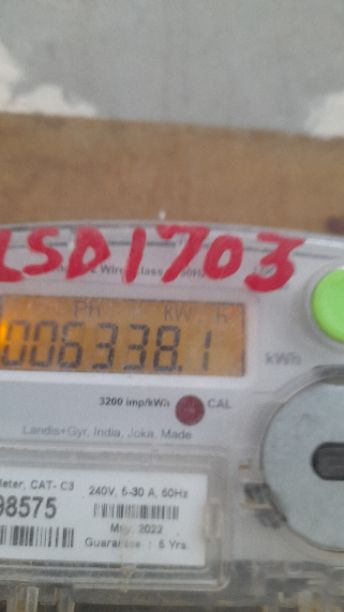 LSD1703
Ph KW h
006338.1
kWh
3200 imp/kWh CAL
Landis+Gyr, India, Joka, Made
Meter, CAT- C3
98575
240V, 5-30 A, 50Hz
May, 2022
Guarantee : 5 Yrs.